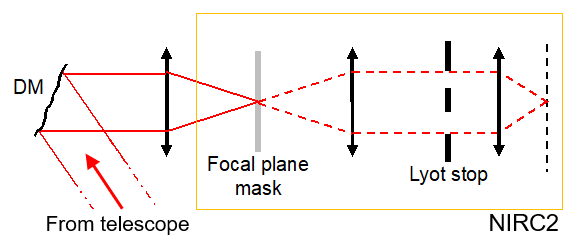 DM
Focal plane
mask
Lyot stop
From telescope
NIRC2